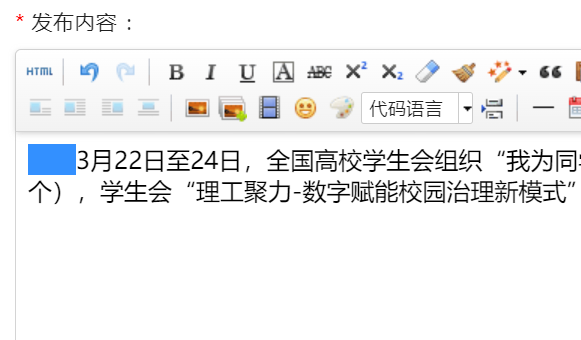 * 发布内容：
HTML B I U A ABC X² X₂
代码语言
3月22日至24日，全国高校学生会组织“我为同
个），学生会“理工聚力-数字赋能校园治理新模式”